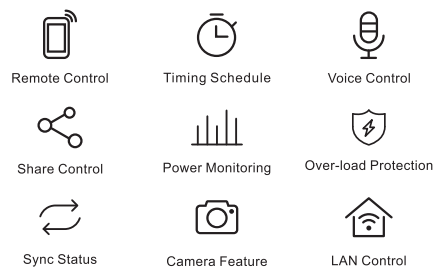 Remote Control
Timing Schedule
Voice Control
Share Control
Power Monitoring
Over-load Protection
Sync Status
Camera Feature
LAN Control